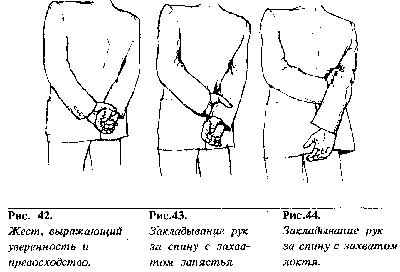 Рис. 42.
Жест, выражающий
уверенность и
превосходство.
Рис.43.
Закладывание рук
за спину с захва-
том запястья.
Рис.44.
Закладывание рук
за спину с захватом
локтя.